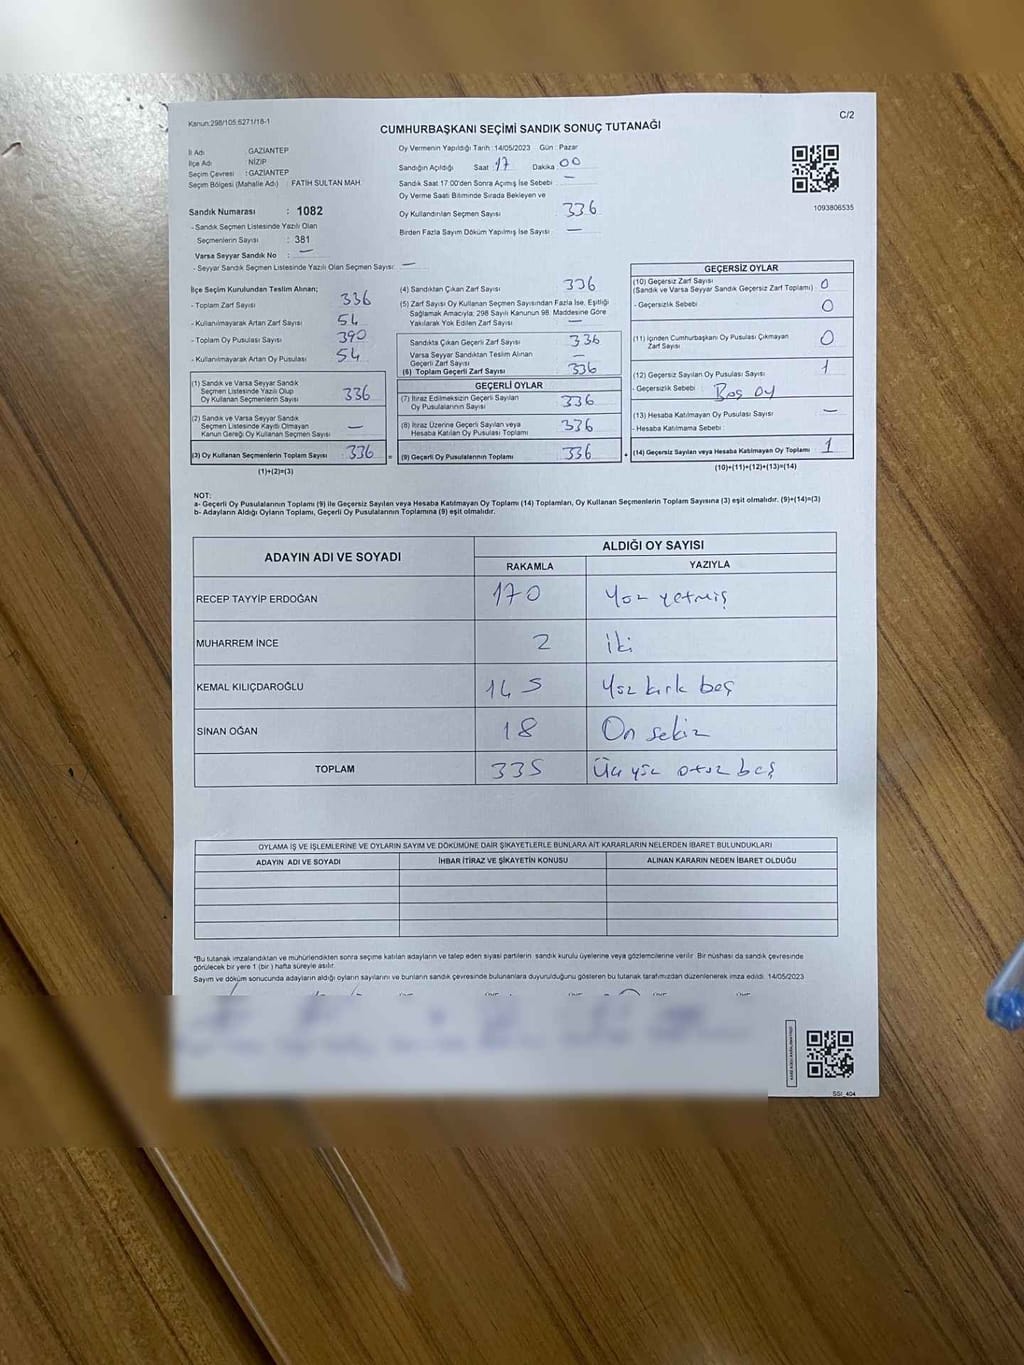 Kanun:298/105.6271/18-1
C/2
CUMHURBAŞKANI SEÇİMİ SANDIK SONUÇ TUTANAĞI
İl Adı : GAZİANTEP
İlçe Adı : NİZİP
Seçim Çevresi : GAZİANTEP
Seçim Bölgesi (Mahalle Adı) : FATİH SULTAN MAH.
Sandık Numarası : 1082
- Sandık Seçmen Listesinde Yazılı Olan
Seçmenlerin Sayısı : 381
Varsa Seyyar Sandık No : —
- Seyyar Sandık Seçmen Listesinde Yazılı Olan Seçmen Sayısı: —
Oy Vermenin Yapıldığı Tarih : 14/05/2023 Gün : Pazar
Sandığın Açıldığı Saat : 17 Dakika : 00
Sandık Saat 17:00'den Sonra Açımış İse Sebebi : —
Oy Verme Saati Bitiminde Sırada Bekleyen ve
Oy Kullandırılan Seçmen Sayısı : 336
Birden Fazla Sayım Döküm Yapılmış İse Sayısı : —
1093806535
İlçe Seçim Kurulundan Teslim Alınan;
- Toplam Zarf Sayısı : 336
- Kullanılmayarak Artan Zarf Sayısı : 54
- Toplam Oy Pusulası Sayısı : 390
- Kullanılmayarak Artan Oy Pusulası : 54
(1) Sandık ve Varsa Seyyar Sandık
Seçmen Listesinde Yazılı Olup
Oy Kullanan Seçmenlerin Sayısı : 336
(2) Sandık ve Varsa Seyyar Sandık
Seçmen Listesinde Kayıtlı Olmayan
Kanun Gereği Oy Kullanan Seçmen Sayısı : —
(3) Oy Kullanan Seçmenlerin Toplam Sayısı : 336
(1)+(2)=(3)
(4) Sandıktan Çıkan Zarf Sayısı : 336
(5) Zarf Sayısı Oy Kullanan Seçmen Sayısından Fazla İse, Eşitliği
Sağlamak Amacıyla; 298 Sayılı Kanunun 98. Maddesine Göre
Yakılarak Yok Edilen Zarf Sayısı : —
Sandıkta Çıkan Geçerli Zarf Sayısı : 336
Varsa Seyyar Sandıktan Teslim Alınan
Geçerli Zarf Sayısı : —
(6) Toplam Geçerli Zarf Sayısı : 336
GEÇERLİ OYLAR
(7) İtiraz Edilmeksizin Geçerli Sayılan
Oy Pusulalarının Sayısı : 336
(8) İtiraz Üzerine Geçerli Sayılan veya
Hesaba Katılan Oy Pusulası Toplamı : 336
= (9) Geçerli Oy Pusulalarının Toplamı : 336
GEÇERSİZ OYLAR
(10) Geçersiz Zarf Sayısı
(Sandık ve Varsa Seyyar Sandık Geçersiz Zarf Toplamı) : 0
- Geçersizlik Sebebi : 0
(11) İçinden Cumhurbaşkanı Oy Pusulası Çıkmayan
Zarf Sayısı : 0
(12) Geçersiz Sayılan Oy Pusulası Sayısı : 1
- Geçersizlik Sebebi : Boş oy
(13) Hesaba Katılmayan Oy Pusulası Sayısı : —
- Hesaba Katılmama Sebebi :
+ (14) Geçersiz Sayılan veya Hesaba Katılmayan Oy Toplamı : 1
(10)+(11)+(12)+(13)=(14)
NOT:
a- Geçerli Oy Pusulalarının Toplamı (9) ile Geçersiz Sayılan veya Hesaba Katılmayan Oy Toplamı (14) Toplamları, Oy Kullanan Seçmenlerin Toplam Sayısına (3) eşit olmalıdır. (9)+(14)=(3)
b- Adayların Aldığı Oyların Toplamı, Geçerli Oy Pusulalarının Toplamına (9) eşit olmalıdır.
ADAYIN ADI VE SOYADI ALDIĞI OY SAYISI
RAKAMLA YAZIYLA
RECEP TAYYİP ERDOĞAN 170 Yüz yetmiş
MUHARREM İNCE 2 iki
KEMAL KILIÇDAROĞLU 145 Yüz kırk beş
SİNAN OĞAN 18 On sekiz
TOPLAM 335 Üç yüz otuz beş
OYLAMA İŞ VE İŞLEMLERİNE VE OYLARIN SAYIM VE DÖKÜMÜNE DAİR ŞİKAYETLERLE BUNLARA AİT KARARLARIN NELERDEN İBARET BULUNDUKLARI
ADAYIN ADI VE SOYADI İHBAR İTİRAZ VE ŞİKAYETİN KONUSU ALINAN KARARIN NEDEN İBARET OLDUĞU
"Bu tutanak imzalandıktan ve mühürlendikten sonra seçime katılan adayların ve talep eden siyasi partilerin sandık kurulu üyelerine veya gözlemcilerine verilir. Bir nüshası da sandık çevresinde
görülecek bir yere 1 (bir ) hafta süreyle asılır.
Sayım ve döküm sonucunda adayların aldığı oyların sayılarını ve bunların sandık çevresinde bulunanlara duyurulduğunu gösteren bu tutanak tarafımızdan düzenlenerek imza edildi. 14/05/2023
SSI_404